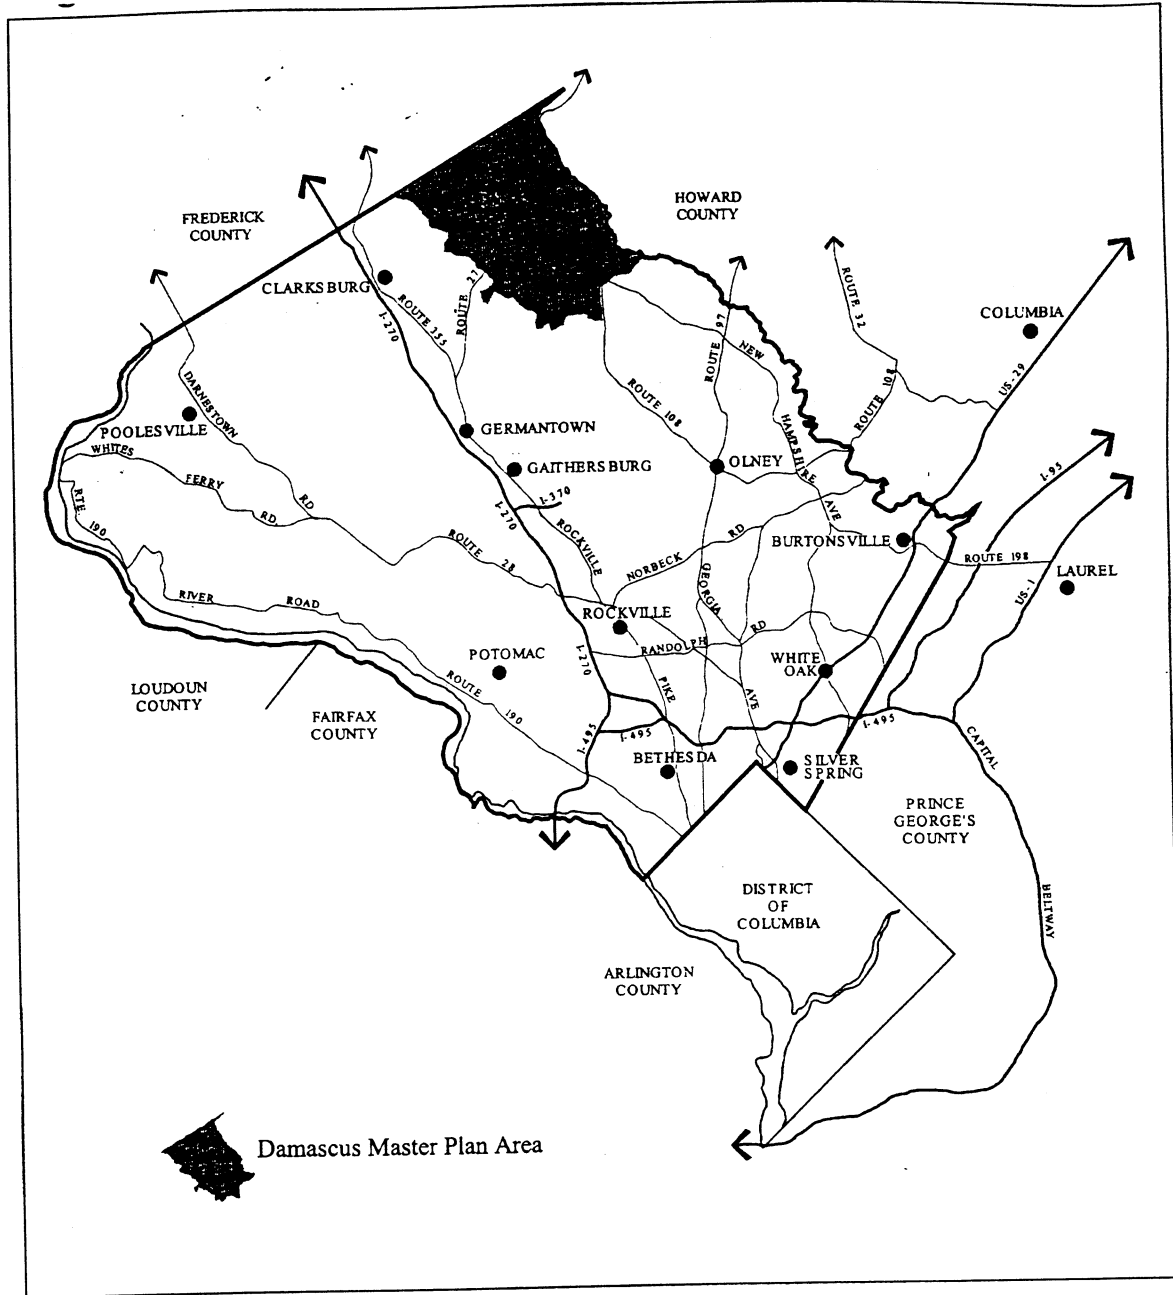 HOWARD
COUNTY
FREDERICK
COUNTY
CLARKSBURG
ROUTE 355
I-270
ROUTE 27
ROUTE 97
NEW
HAMPSHIRE
AVE
ROUTE 32
COLUMBIA
US-29
ROUTE 108
ROUTE 108
DARNESTOWN
RD
POOLESVILLE
WHITES
FERRY
RD.
GERMANTOWN
GAITHERSBURG
OLNEY
I-95
I-370
I-270
RTE. 190
ROCKVILLE
PIKE
ROUTE 28
NORBECK
RD
BURTONSVILLE
ROUTE 198
LAUREL
US-1
RIVER
ROAD
GEORGIA
AVE
ROCKVILLE
RANDOLPH
RD
I-270
WHITE
OAK
POTOMAC
ROUTE
190
LOUDOUN
COUNTY
FAIRFAX
COUNTY
I-495
I-495
I-495
CAPITAL
BELTWAY
BETHESDA
SILVER
SPRING
PRINCE
GEORGE'S
COUNTY
DISTRICT
OF
COLUMBIA
ARLINGTON
COUNTY
Damascus Master Plan Area